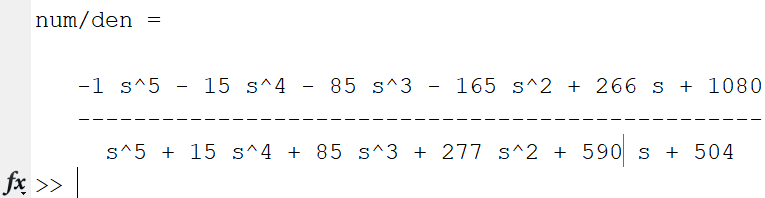 num/den =
-1 s^5 - 15 s^4 - 85 s^3 - 165 s^2 + 266 s + 1080
--------------------------------------------------
s^5 + 15 s^4 + 85 s^3 + 277 s^2 + 590 s + 504
fx >>